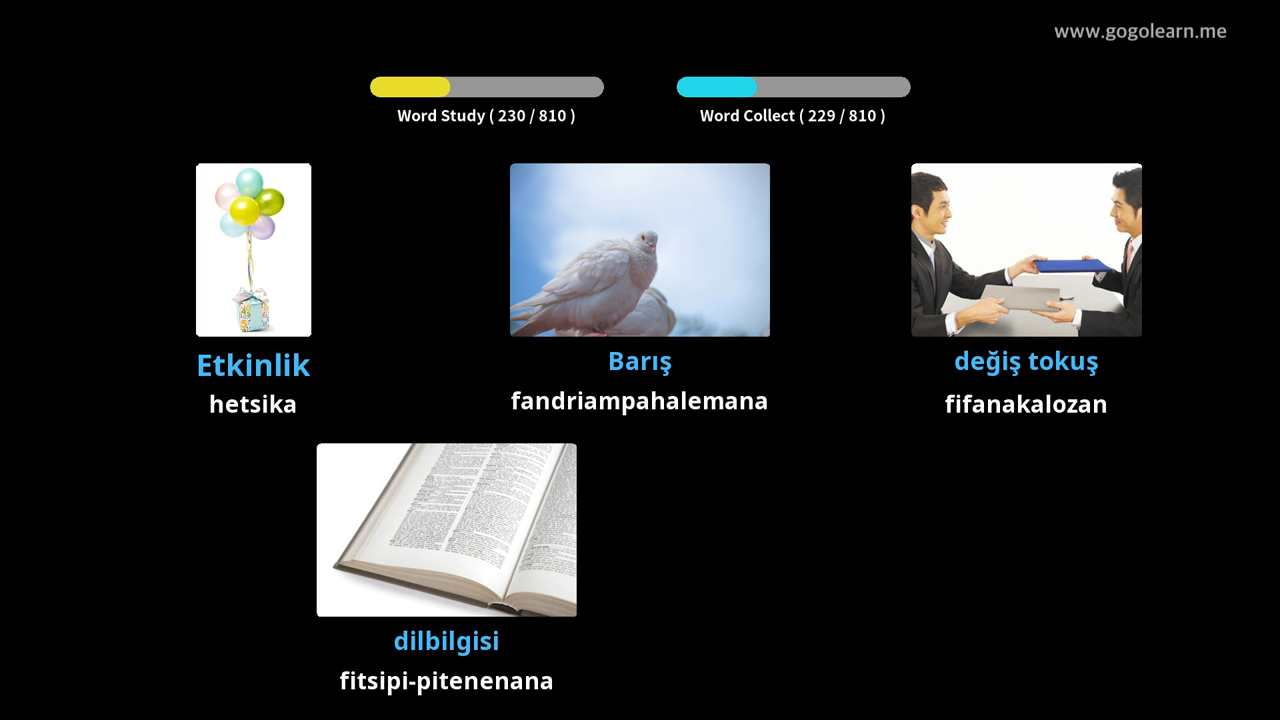 www.gogolearn.me
Word Study ( 230 / 810 )
Word Collect ( 229 / 810 )
Etkinlik
hetsika
Barış
fandriampahalemana
değiş tokuş
fifanakalozan
dilbilgisi
fitsipi-pitenenana